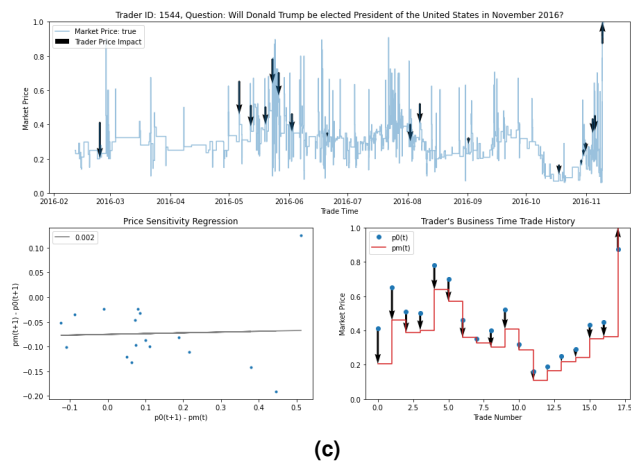 Trader ID: 1544, Question: Will Donald Trump be elected President of the United States in November 2016?
Market Price: true
Trader Price Impact
Market Price
1.0
0.8
0.6
0.4
0.2
0.0
2016-02 2016-03 2016-04 2016-05 2016-06 2016-07 2016-08 2016-09 2016-10 2016-11
Trade Time
Price Sensitivity Regression
0.002
pm(t+1) - p0(t+1)
0.10
0.05
0.00
−0.05
−0.10
−0.15
−0.20
−0.1 0.0 0.1 0.2 0.3 0.4 0.5
p0(t+1) - pm(t)
Trader's Business Time Trade History
p0(t)
pm(t)
Market Price
1.0
0.8
0.6
0.4
0.2
0.0
0.0 2.5 5.0 7.5 10.0 12.5 15.0 17.5
Trade Number
(c)